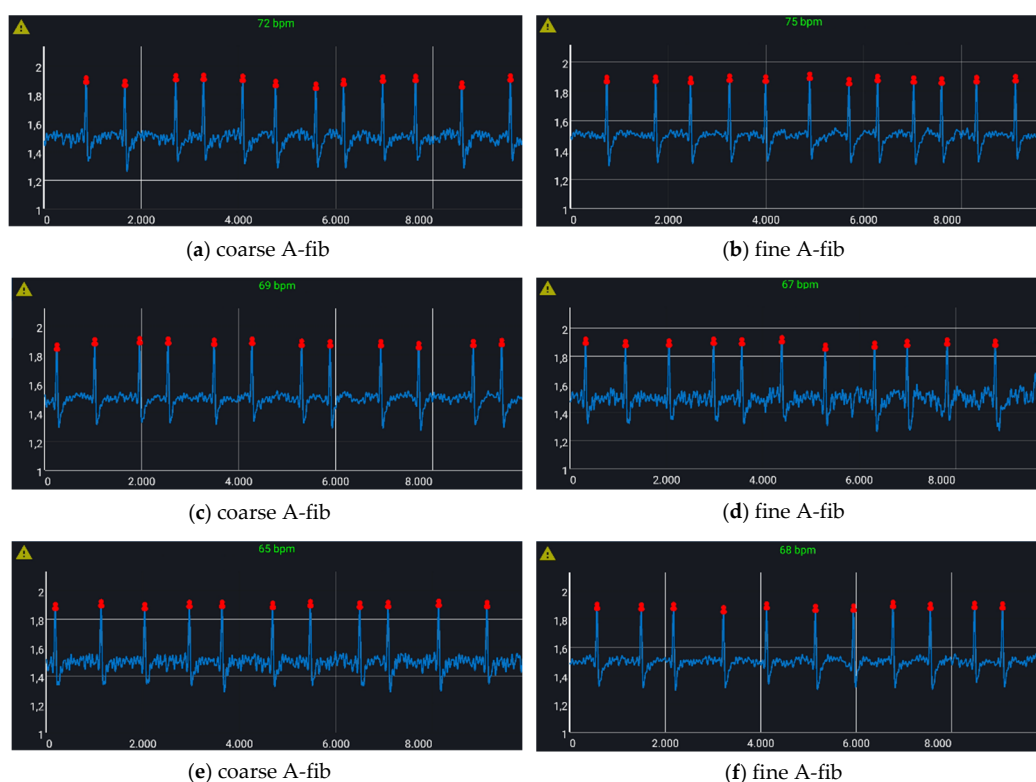 72 bpm
2
1,8
1,6
1,4
1,2
1
0 2.000 4.000 6.000 8.000
(a) coarse A-fib
75 bpm
2
1,8
1,6
1,4
1,2
1
0 2.000 4.000 6.000 8.000
(b) fine A-fib
69 bpm
2
1,8
1,6
1,4
1,2
1
0 2.000 4.000 6.000 8.000
(c) coarse A-fib
67 bpm
2
1,8
1,6
1,4
1,2
1
0 2.000 4.000 6.000 8.000
(d) fine A-fib
65 bpm
2
1,8
1,6
1,4
1,2
1
0 2.000 4.000 6.000 8.000
(e) coarse A-fib
68 bpm
2
1,8
1,6
1,4
1,2
1
0 2.000 4.000 6.000 8.000
(f) fine A-fib